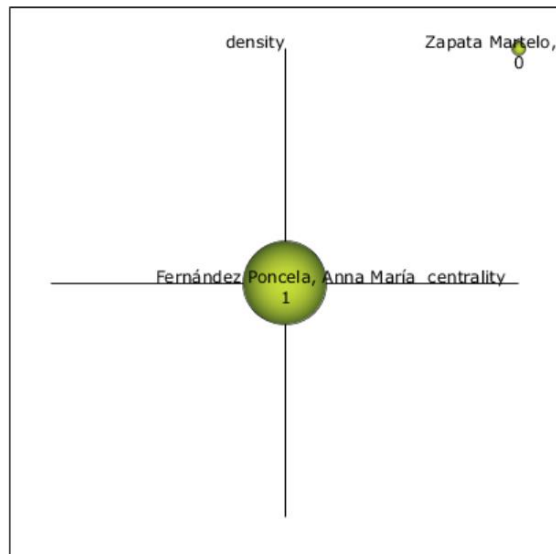 density
Zapata Martelo,
0
Fernández Poncela, Anna María centrality
1